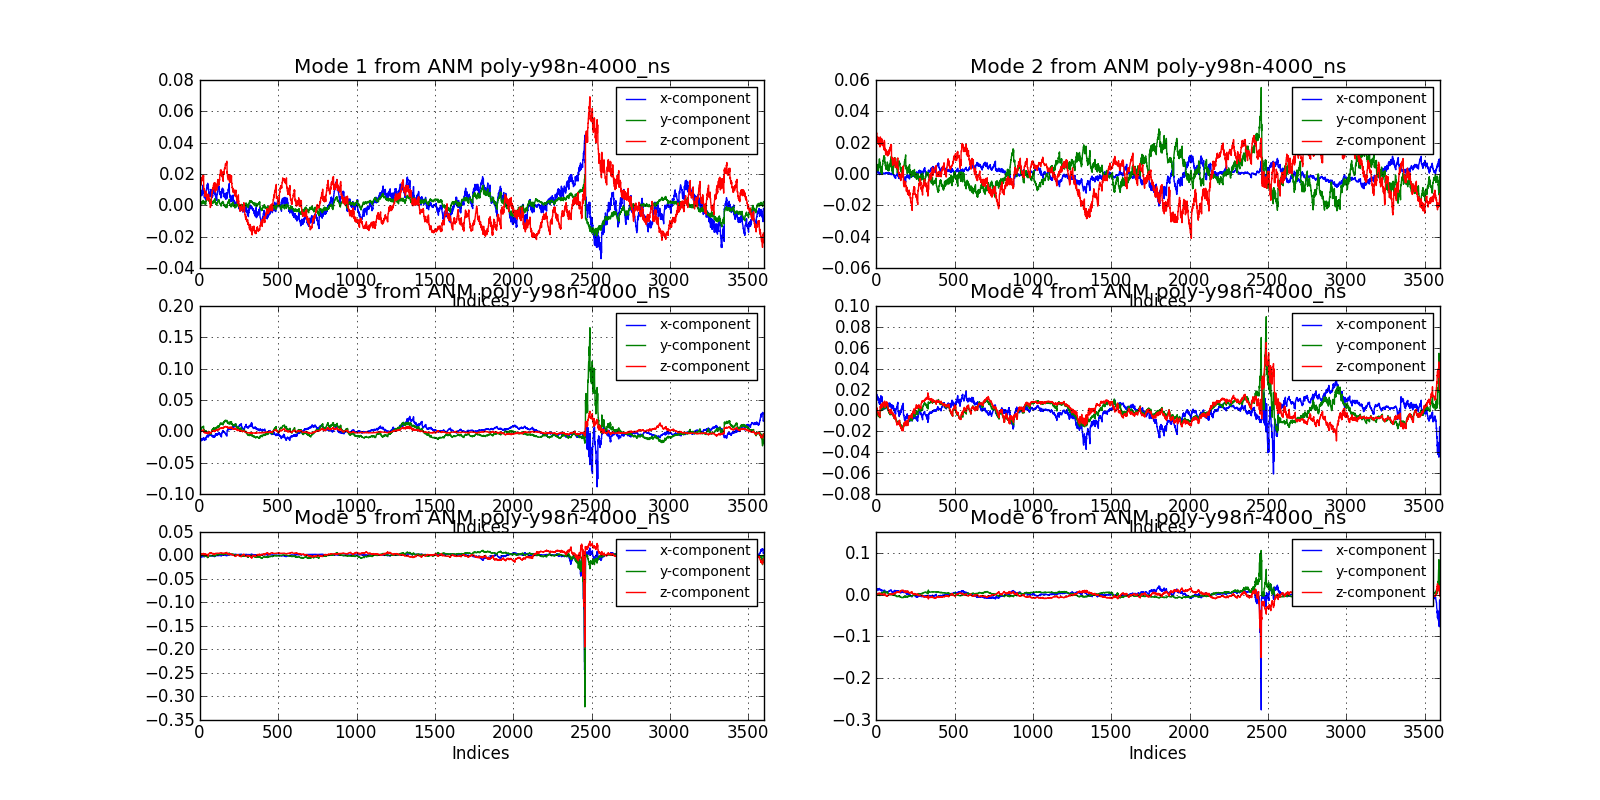 Mode 1 from ANM poly-y98n-4000_ns
0.08
0.06
0.04
0.02
0.00
−0.02
−0.04
x-component
y-component
z-component
0 500 1000 1500 2000 2500 3000 3500
Indices
Mode 2 from ANM poly-y98n-4000_ns
0.06
0.04
0.02
0.00
−0.02
−0.04
−0.06
x-component
y-component
z-component
0 500 1000 1500 2000 2500 3000 3500
Indices
Mode 3 from ANM poly-y98n-4000_ns
0.20
0.15
0.10
0.05
0.00
−0.05
−0.10
x-component
y-component
z-component
0 500 1000 1500 2000 2500 3000 3500
Indices
Mode 4 from ANM poly-y98n-4000_ns
0.10
0.08
0.06
0.04
0.02
0.00
−0.02
−0.04
−0.06
−0.08
x-component
y-component
z-component
0 500 1000 1500 2000 2500 3000 3500
Indices
Mode 5 from ANM poly-y98n-4000_ns
0.05
0.00
−0.05
−0.10
−0.15
−0.20
−0.25
−0.30
−0.35
x-component
y-component
z-component
0 500 1000 1500 2000 2500 3000 3500
Indices
Mode 6 from ANM poly-y98n-4000_ns
0.1
0.0
−0.1
−0.2
−0.3
x-component
y-component
z-component
0 500 1000 1500 2000 2500 3000 3500
Indices